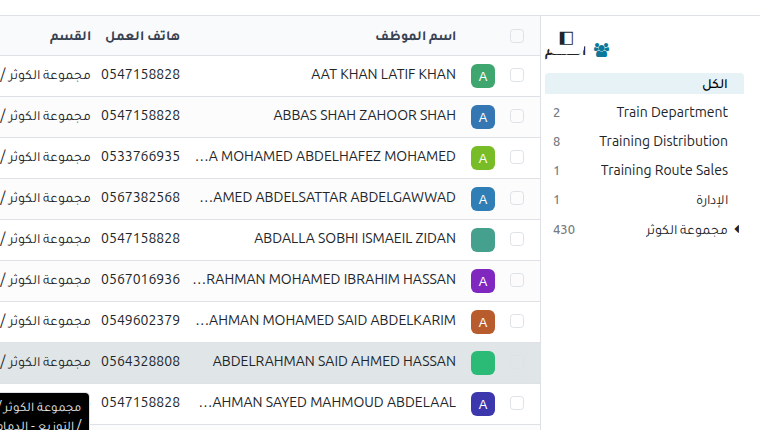 الكل
Train Department 2
Training Distribution 8
Training Route Sales 1
الإدارة 1
مجموعة الكوثر 430
اسم الموظف هاتف العمل القسم
A AAT KHAN LATIF KHAN 0547158828 مجموعة الكوثر /
A ABBAS SHAH ZAHOOR SHAH 0547158828 مجموعة الكوثر /
A A MOHAMED ABDELHAFEZ MOHAMED... 0533766935 مجموعة الكوثر /
A AMED ABDELSATTAR ABDELGAWWAD... 0567382568 مجموعة الكوثر /
ABDALLA SOBHI ISMAEIL ZIDAN 0547158828 مجموعة الكوثر /
A RAHMAN MOHAMED IBRAHIM HASSAN... 0567016936 مجموعة الكوثر /
A AHMAN MOHAMED SAID ABDELKARIM... 0549602379 مجموعة الكوثر /
ABDELRAHMAN SAID AHMED HASSAN 0564328808 مجموعة الكوثر /
A AHMAN SAYED MAHMOUD ABDELAAL... 0547158828
مجموعة الكوثر /
/ التوزيع - الدمام